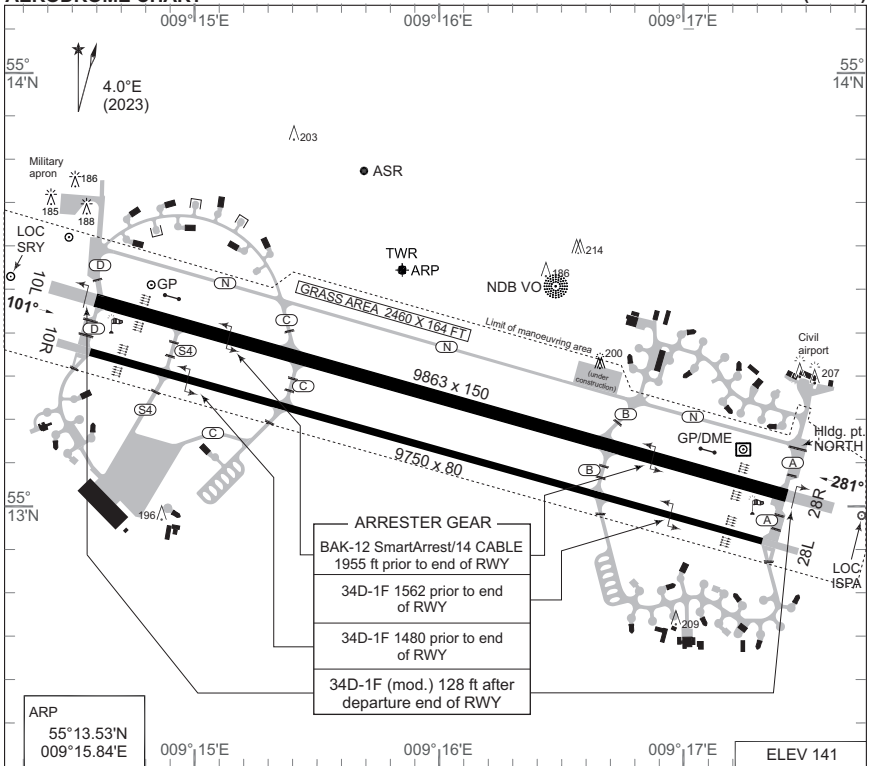 009°15'E
009°16'E
009°17'E
55°
14'N
55°
14'N
4.0°E
(2023)
203
ASR
Military
apron
186
185
188
LOC
SRY
TWR
ARP
214
186
NDB VO
D
GP
N
GRASS AREA 2460 X 164 FT
Limit of manoeuvring area
10L
101°
10R
D
C
N
200
(under
construction)
Civil
airport
207
S4
C
9863 x 150
S4
B
N
C
GP/DME
Hldg. pt.
NORTH
9750 x 80
B
A
281°
28R
55°
13'N
55°
13'N
196
A
28L
LOC
ISPA
ARRESTER GEAR
BAK-12 SmartArrest/14 CABLE
1955 ft prior to end of RWY
34D-1F 1562 prior to end
of RWY
34D-1F 1480 prior to end
of RWY
34D-1F (mod.) 128 ft after
departure end of RWY
209
ARP
55°13.53'N
009°15.84'E
009°15'E
009°16'E
009°17'E
ELEV 141